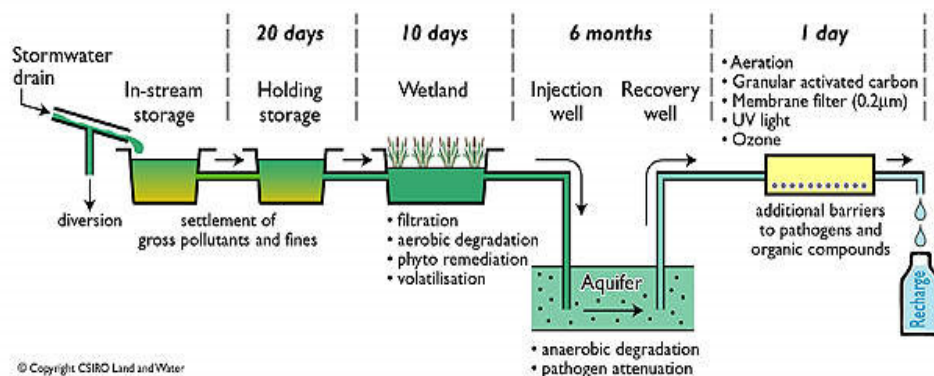 20 days
10 days
6 months
1 day
Stormwater
drain
In-stream
storage
Holding
storage
Wetland
Injection
well
Recovery
well
• Aeration
• Granular activated carbon
• Membrane filter (0.2µm)
• UV light
• Ozone
diversion
settlement of
gross pollutants and fines
• filtration
• aerobic degradation
• phyto remediation
• volatilisation
Aquifer
• anaerobic degradation
• pathogen attenuation
additional barriers
to pathogens and
organic compounds
Recharge
© Copyright CSIRO Land and Water